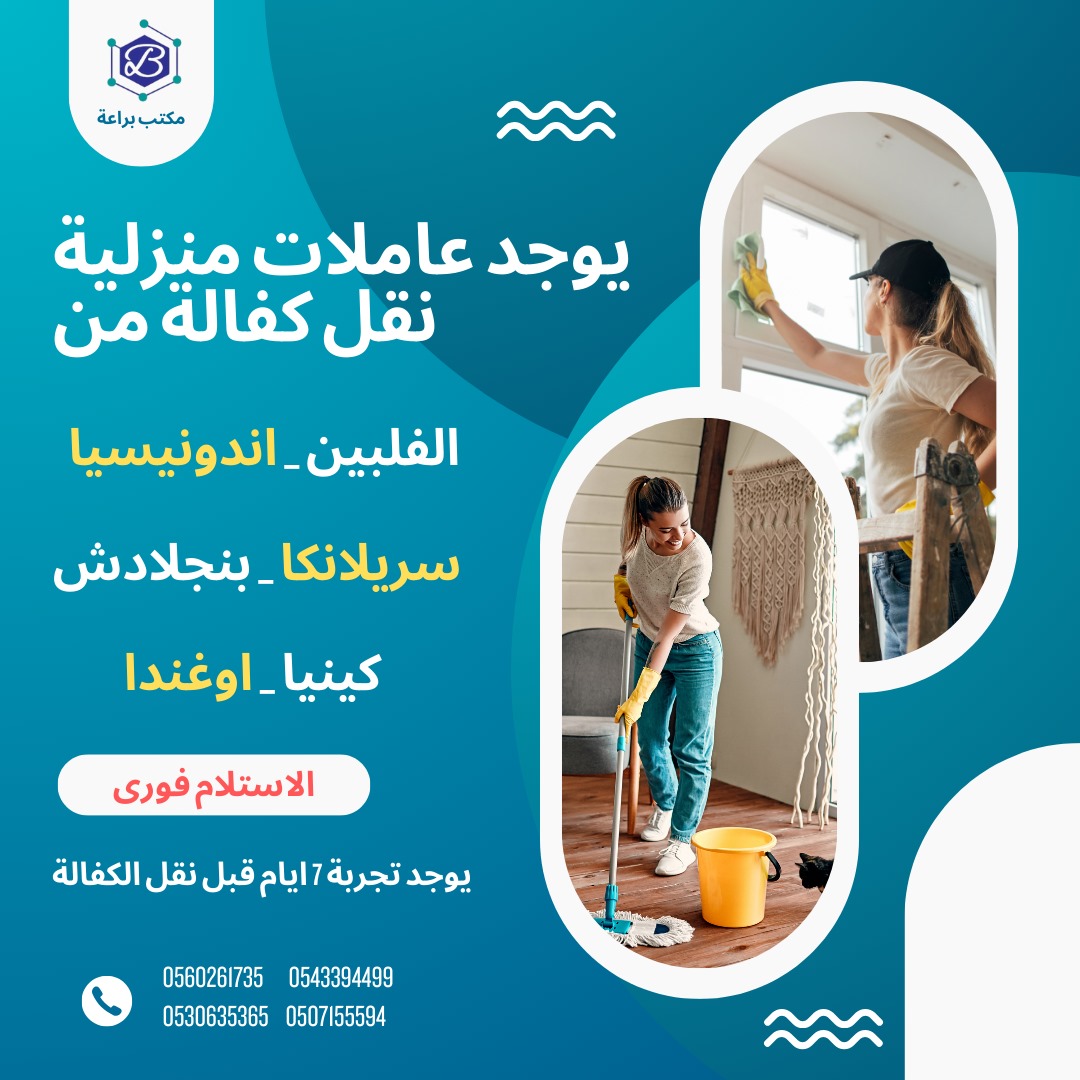 B
مكتب براعة
يوجد عاملات منزلية
نقل كفالة من
الفلبين _ اندونيسيا
سريلانكا _ بنجلادش
كينيا _ اوغندا
الاستلام فورى
يوجد تجربة 7 ايام قبل نقل الكفالة
0560261735 0543394499
0530635365 0507155594